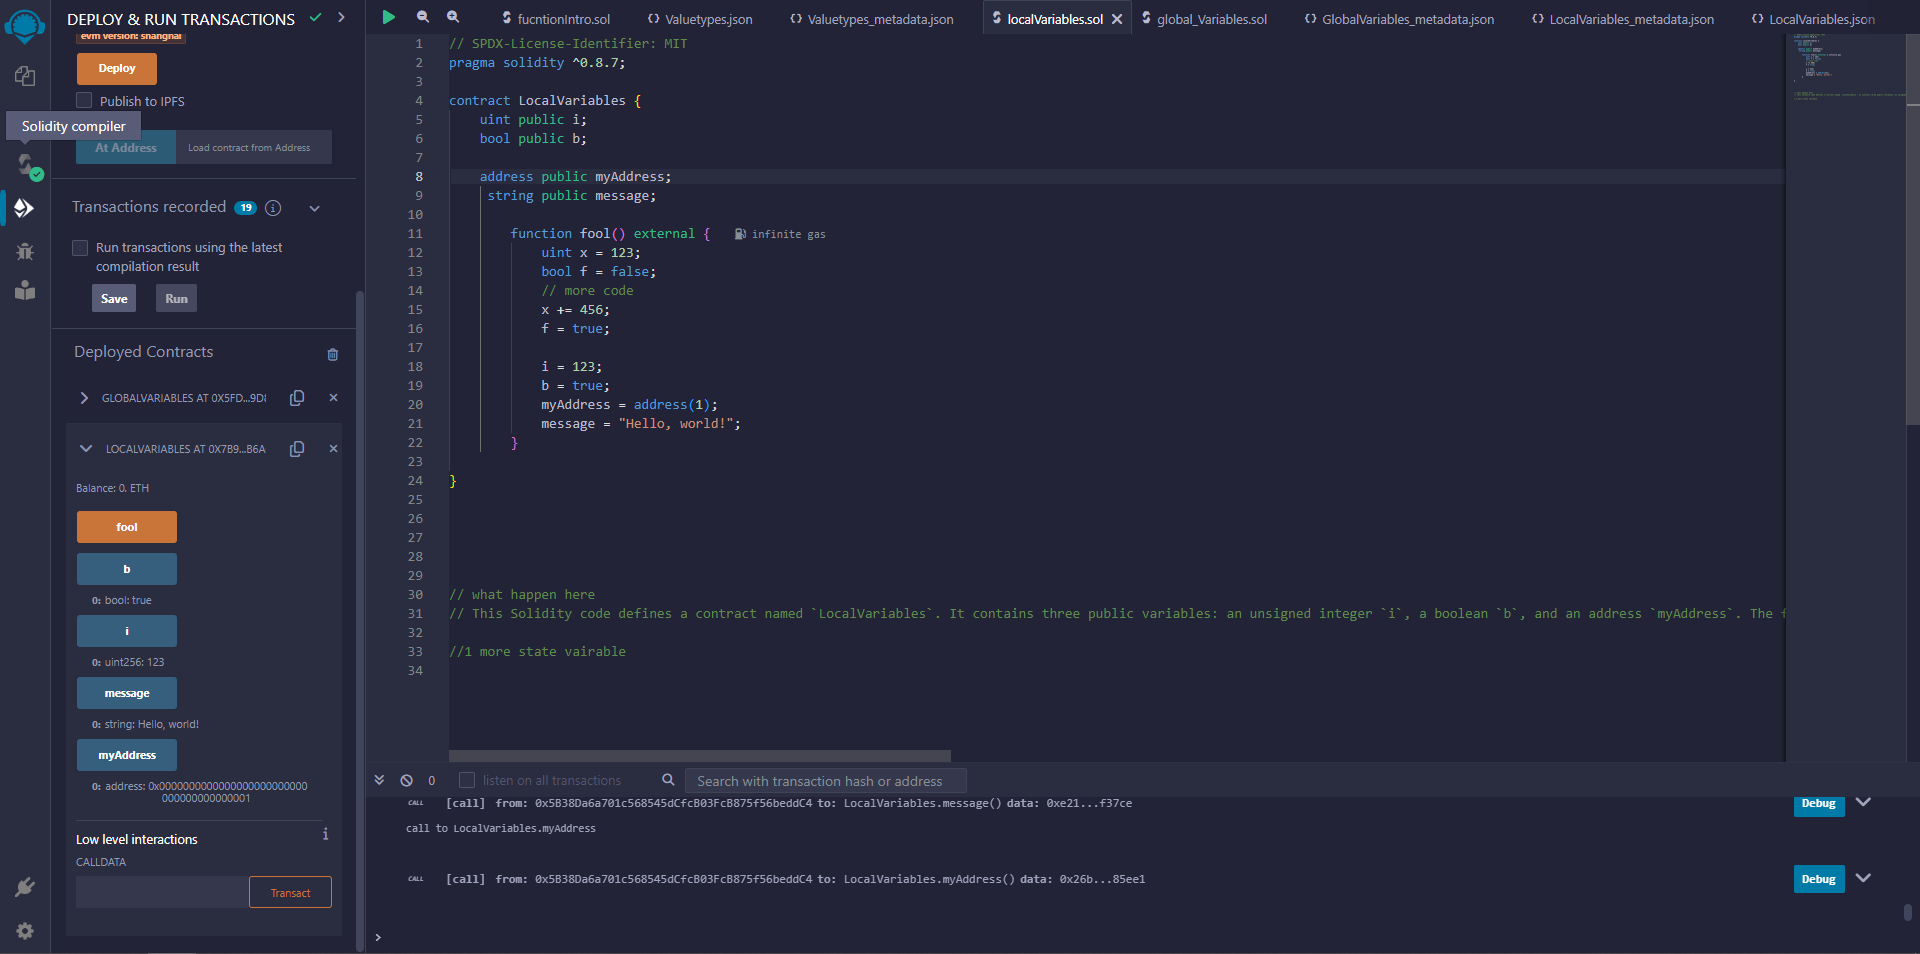 DEPLOY & RUN TRANSACTIONS
evm version: shanghai
Deploy
Publish to IPFS
Solidity compiler
At Address
Load contract from Address
Transactions recorded 19
Run transactions using the latest
compilation result
Save Run
Deployed Contracts
GLOBALVARIABLES AT 0X5FD...9D
LOCALVARIABLES AT 0X7B9...B6A
Balance: 0. ETH
fool
b
0: bool: true
i
0: uint256: 123
message
0: string: Hello, world!
myAddress
0: address: 0x0000000000000000000000000
000000000000001
Low level interactions
CALLDATA
Transact
fucntionIntro.sol
Valuetypes.json
Valuetypes_metadata.json
localVariables.sol
global_Variables.sol
GlobalVariables_metadata.json
LocalVariables_metadata.json
LocalVariables.json
1 // SPDX-License-Identifier: MIT
2 pragma solidity ^0.8.7;
3
4 contract LocalVariables {
5 uint public i;
6 bool public b;
7
8 address public myAddress;
9 string public message;
10
11 function fool() external { infinite gas
12 uint x = 123;
13 bool f = false;
14 // more code
15 x += 456;
16 f = true;
17
18 i = 123;
19 b = true;
20 myAddress = address(1);
21 message = "Hello, world!";
22 }
23
24 }
25
26
27
28
29
30 // what happen here
31 // This Solidity code defines a contract named `LocalVariables`. It contains three public variables: an unsigned integer `i`, a boolean `b`, and an address `myAddress`. The f
32
33 //1 more state vairable
34
0 listen on all transactions Search with transaction hash or address
CALL [call] from: 0x5B38Da6a701c568545dCfcB03FcB875f56beddC4 to: LocalVariables.message() data: 0xe21...f37ce Debug
call to LocalVariables.myAddress
CALL [call] from: 0x5B38Da6a701c568545dCfcB03FcB875f56beddC4 to: LocalVariables.myAddress() data: 0x26b...85ee1 Debug
>